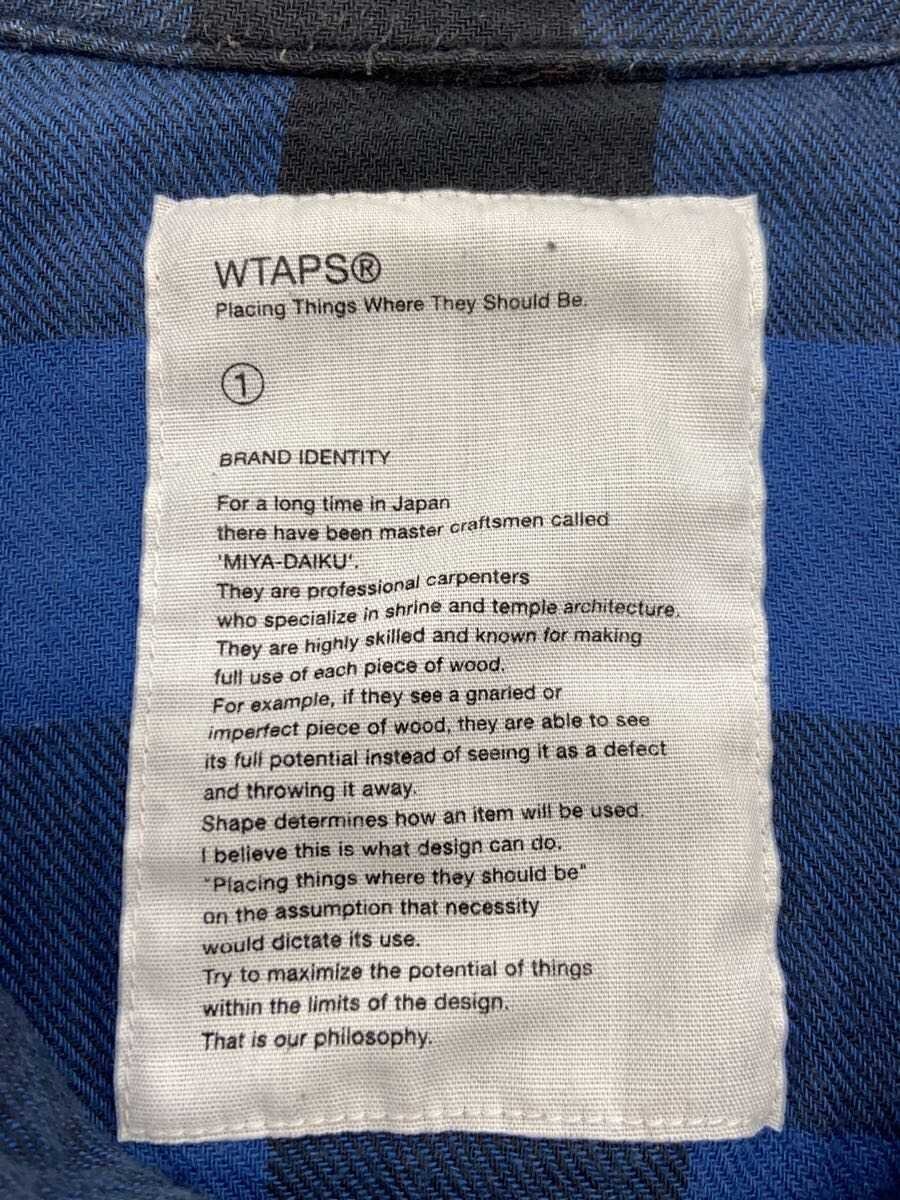 WTAPS®
Placing Things Where They Should Be.
①
BRAND IDENTITY
For a long time in Japan
there have been master craftsmen called
'MIYA-DAIKU'.
They are professional carpenters
who specialize in shrine and temple architecture.
They are highly skilled and known for making
full use of each piece of wood.
For example, if they see a gnarled or
imperfect piece of wood, they are able to see
its full potential instead of seeing it as a defect
and throwing it away.
Shape determines how an item will be used.
I believe this is what design can do.
"Placing things where they should be"
on the assumption that necessity
would dictate its use.
Try to maximize the potential of things
within the limits of the design.
That is our philosophy.